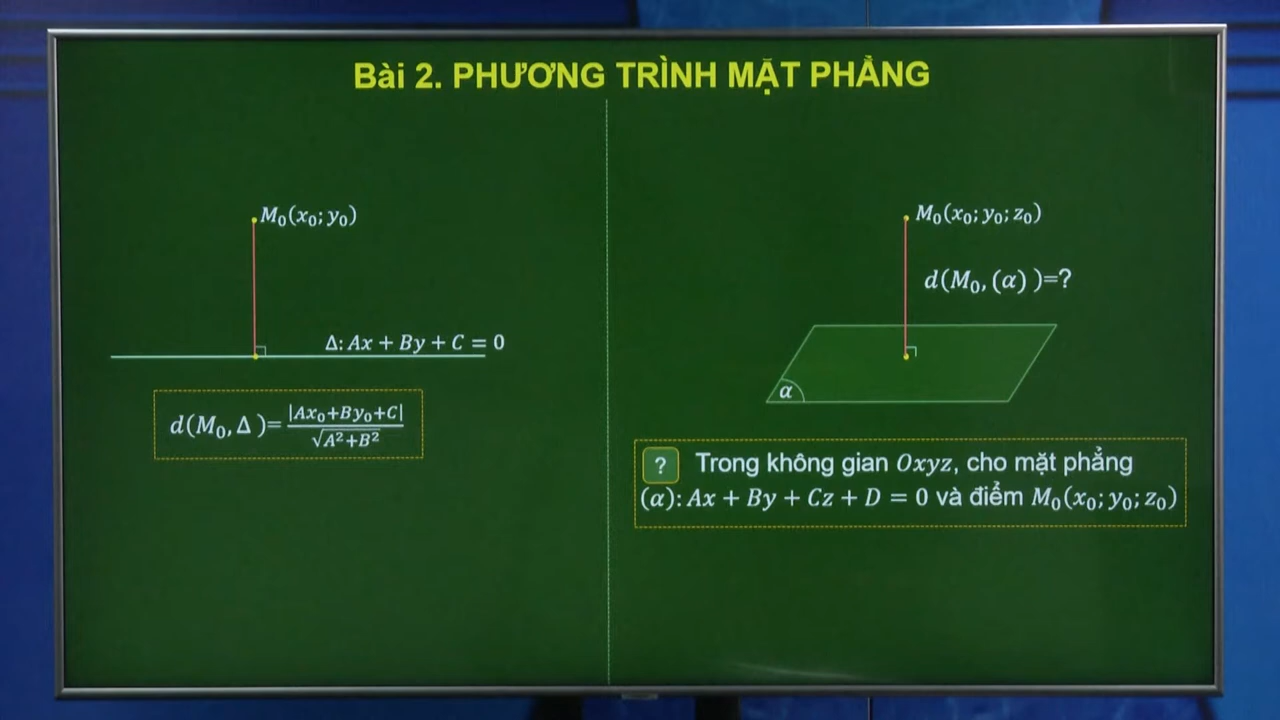 Bài 2. PHƯƠNG TRÌNH MẶT PHẲNG
M₀(x₀; y₀)
Δ: Ax + By + C = 0
d(M₀, Δ )= |Ax₀+By₀+C| / √(A²+B²)
M₀(x₀; y₀; z₀)
d(M₀, (α) )=?
α
? Trong không gian Oxyz, cho mặt phẳng
(α): Ax + By + Cz + D = 0 và điểm M₀(x₀; y₀; z₀)